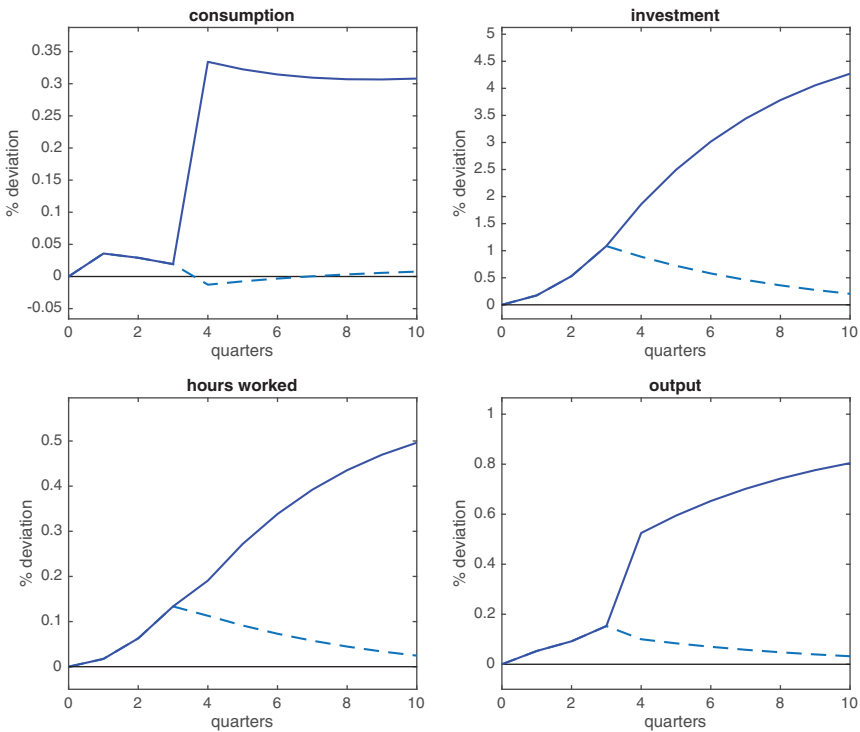 consumption
% deviation
0.35
0.3
0.25
0.2
0.15
0.1
0.05
0
-0.05
0 2 4 6 8 10
quarters
investment
% deviation
5
4.5
4
3.5
3
2.5
2
1.5
1
0.5
0
0 2 4 6 8 10
quarters
hours worked
% deviation
0.5
0.4
0.3
0.2
0.1
0
0 2 4 6 8 10
quarters
output
% deviation
1
0.8
0.6
0.4
0.2
0
0 2 4 6 8 10
quarters